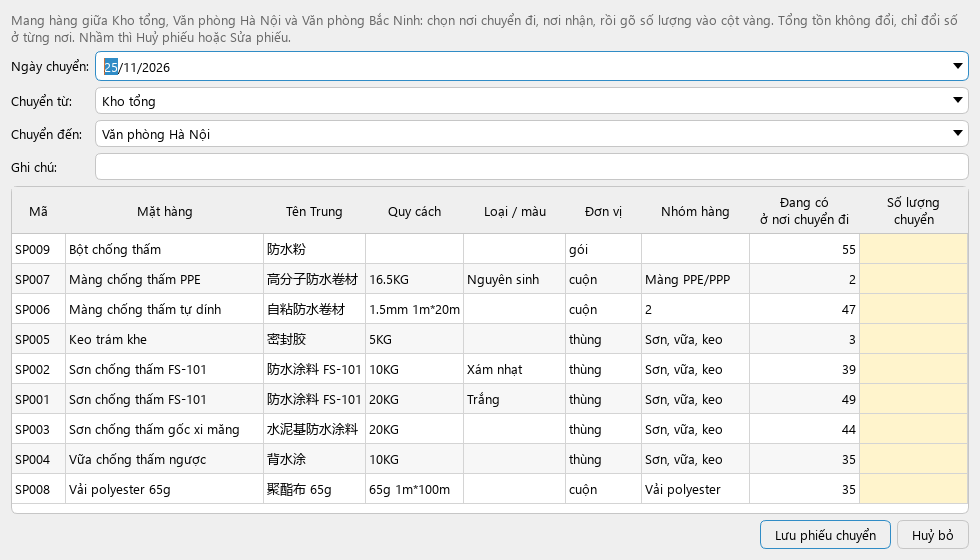 Mang hàng giữa Kho tổng, Văn phòng Hà Nội và Văn phòng Bắc Ninh: chọn nơi chuyển đi, nơi nhận, rồi gõ số lượng vào cột vàng. Tổng tồn không đổi, chỉ đổi số
ở từng nơi. Nhầm thì Huỷ phiếu hoặc Sửa phiếu.
Ngày chuyển: 25/11/2026
Chuyển từ: Kho tổng
Chuyển đến: Văn phòng Hà Nội
Ghi chú:
Mã Mặt hàng Tên Trung Quy cách Loại / màu Đơn vị Nhóm hàng Đang có ở nơi chuyển đi Số lượng chuyển
SP009 Bột chống thấm 防水粉 gói 55
SP007 Màng chống thấm PPE 高分子防水卷材 16.5KG Nguyên sinh cuộn Màng PPE/PPP 2
SP006 Màng chống thấm tự dính 自粘防水卷材 1.5mm 1m*20m cuộn 2 47
SP005 Keo trám khe 密封胶 5KG thùng Sơn, vữa, keo 3
SP002 Sơn chống thấm FS-101 防水涂料 FS-101 10KG Xám nhạt thùng Sơn, vữa, keo 39
SP001 Sơn chống thấm FS-101 防水涂料 FS-101 20KG Trắng thùng Sơn, vữa, keo 49
SP003 Sơn chống thấm gốc xi măng 水泥基防水涂料 20KG thùng Sơn, vữa, keo 44
SP004 Vữa chống thấm ngược 背水涂 10KG thùng Sơn, vữa, keo 35
SP008 Vải polyester 65g 聚酯布 65g 65g 1m*100m cuộn Vải polyester 35
Lưu phiếu chuyển Huỷ bỏ